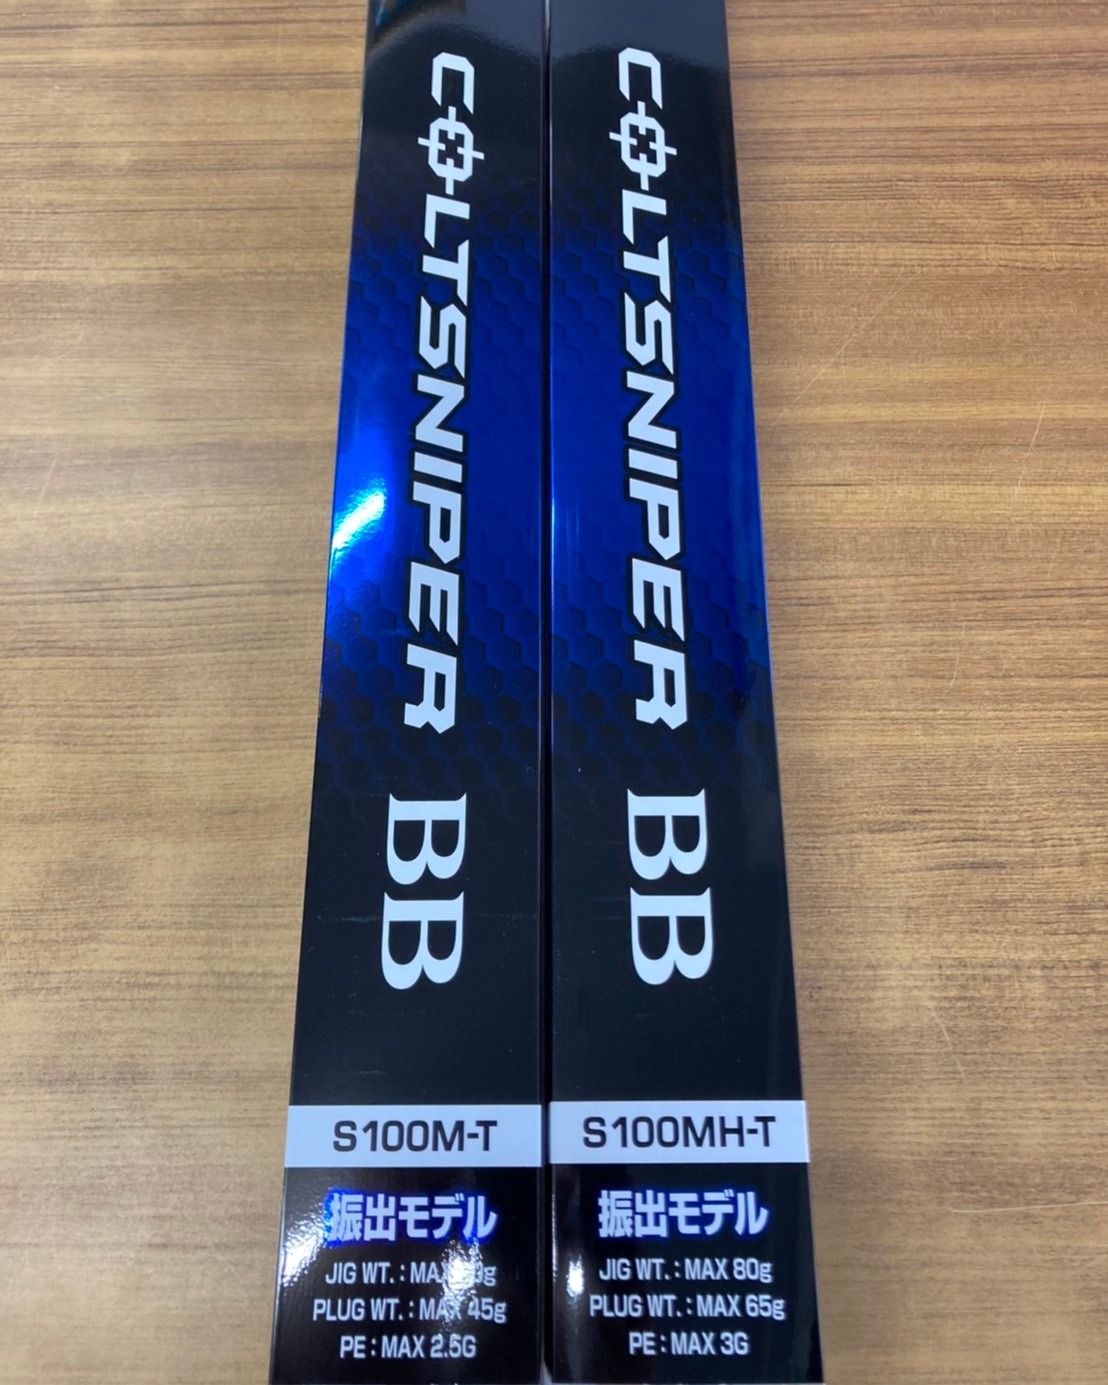 COLTSNIPER BB
S100M-T
振出モデル
JIG WT. : MAX
PLUG WT. : MAX 45g
PE : MAX 2.5G
COLTSNIPER BB
S100MH-T
振出モデル
JIG WT. : MAX 80g
PLUG WT. : MAX 65g
PE : MAX 3G